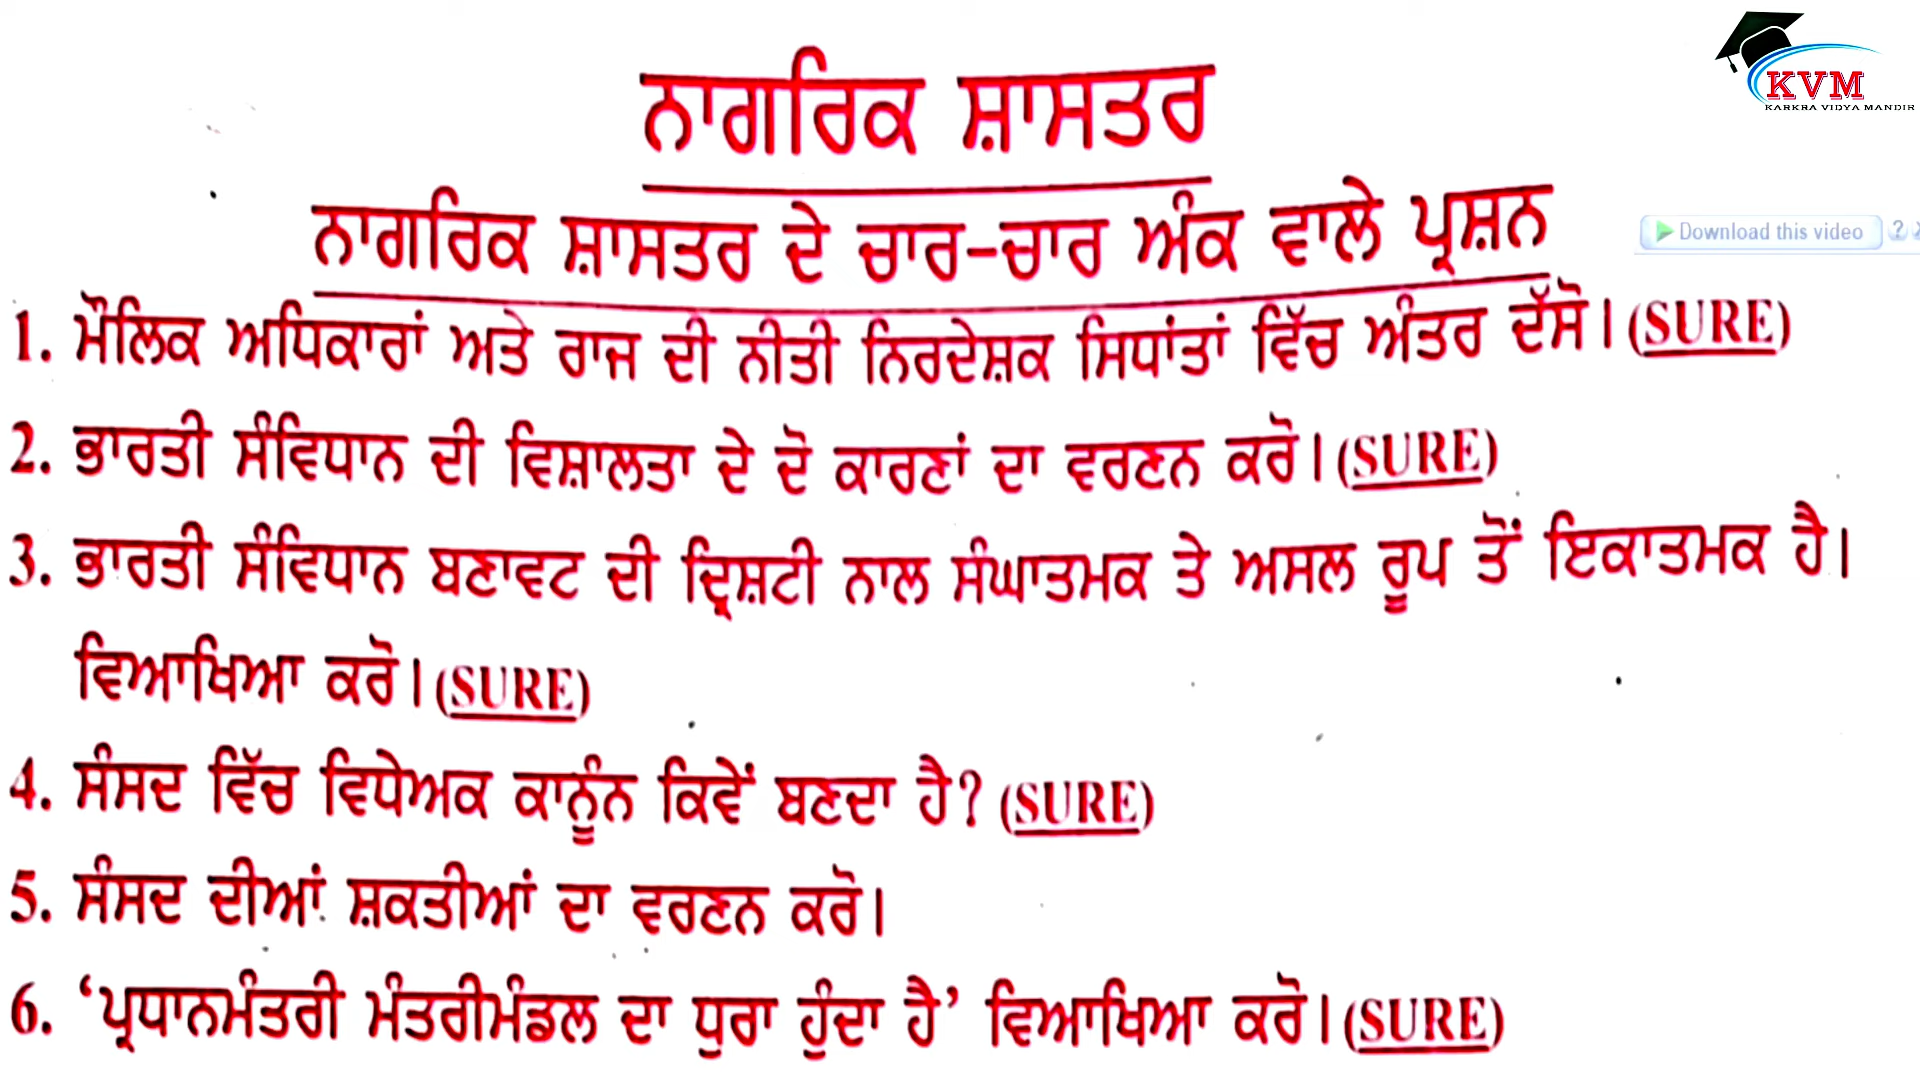 KVM
KARKRA VIDYA MANDIR
ਨਾਗਰਿਕ ਸ਼ਾਸਤਰ
ਨਾਗਰਿਕ ਸ਼ਾਸਤਰ ਦੇ ਚਾਰ-ਚਾਰ ਅੰਕ ਵਾਲੇ ਪ੍ਰਸ਼ਨ
Download this video ?
1. ਮੌਲਿਕ ਅਧਿਕਾਰਾਂ ਅਤੇ ਰਾਜ ਦੀ ਨੀਤੀ ਨਿਰਦੇਸ਼ਕ ਸਿਧਾਂਤਾਂ ਵਿੱਚ ਅੰਤਰ ਦੱਸੋ। (SURE)
2. ਭਾਰਤੀ ਸੰਵਿਧਾਨ ਦੀ ਵਿਸ਼ਾਲਤਾ ਦੇ ਦੋ ਕਾਰਣਾਂ ਦਾ ਵਰਣਨ ਕਰੋ। (SURE)
3. ਭਾਰਤੀ ਸੰਵਿਧਾਨ ਬਣਾਵਟ ਦੀ ਦ੍ਰਿਸ਼ਟੀ ਨਾਲ ਸੰਘਾਤਮਕ ਤੇ ਅਸਲ ਰੂਪ ਤੋਂ ਇਕਾਤਮਕ ਹੈ।
ਵਿਆਖਿਆ ਕਰੋ। (SURE)
4. ਸੰਸਦ ਵਿੱਚ ਵਿਧੇਅਕ ਕਾਨੂੰਨ ਕਿਵੇਂ ਬਣਦਾ ਹੈ? (SURE)
5. ਸੰਸਦ ਦੀਆਂ ਸ਼ਕਤੀਆਂ ਦਾ ਵਰਣਨ ਕਰੋ।
6. ‘ਪ੍ਰਧਾਨਮੰਤਰੀ ਮੰਤਰੀਮੰਡਲ ਦਾ ਧੁਰਾ ਹੁੰਦਾ ਹੈ’ ਵਿਆਖਿਆ ਕਰੋ। (SURE)